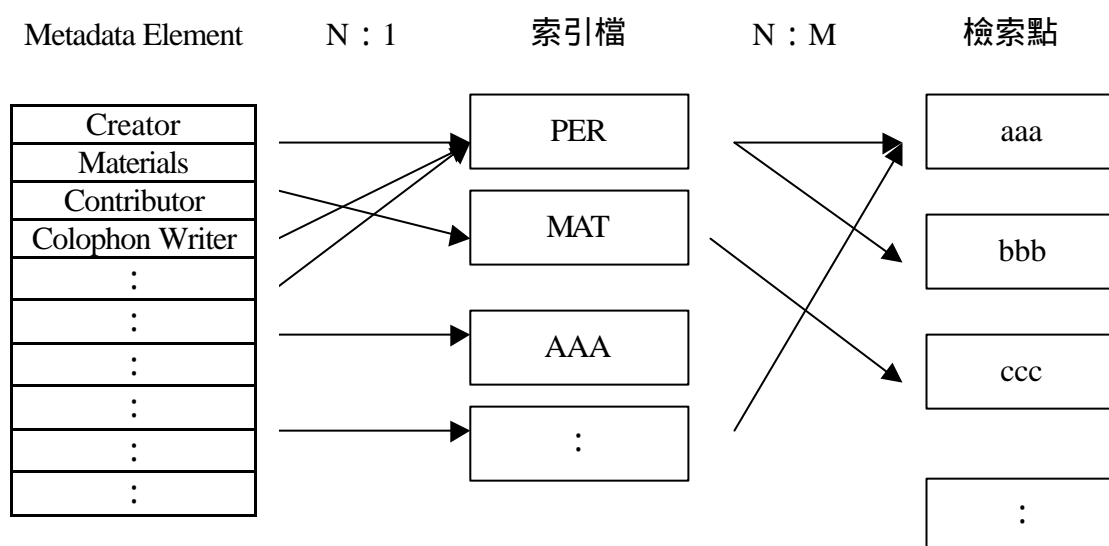 Metadata Element N：1 索引檔 N：M 檢索點
Creator
Materials
Contributor
Colophon Writer
：
：
：
：
：
：
PER
MAT
AAA
：
aaa
bbb
ccc
：